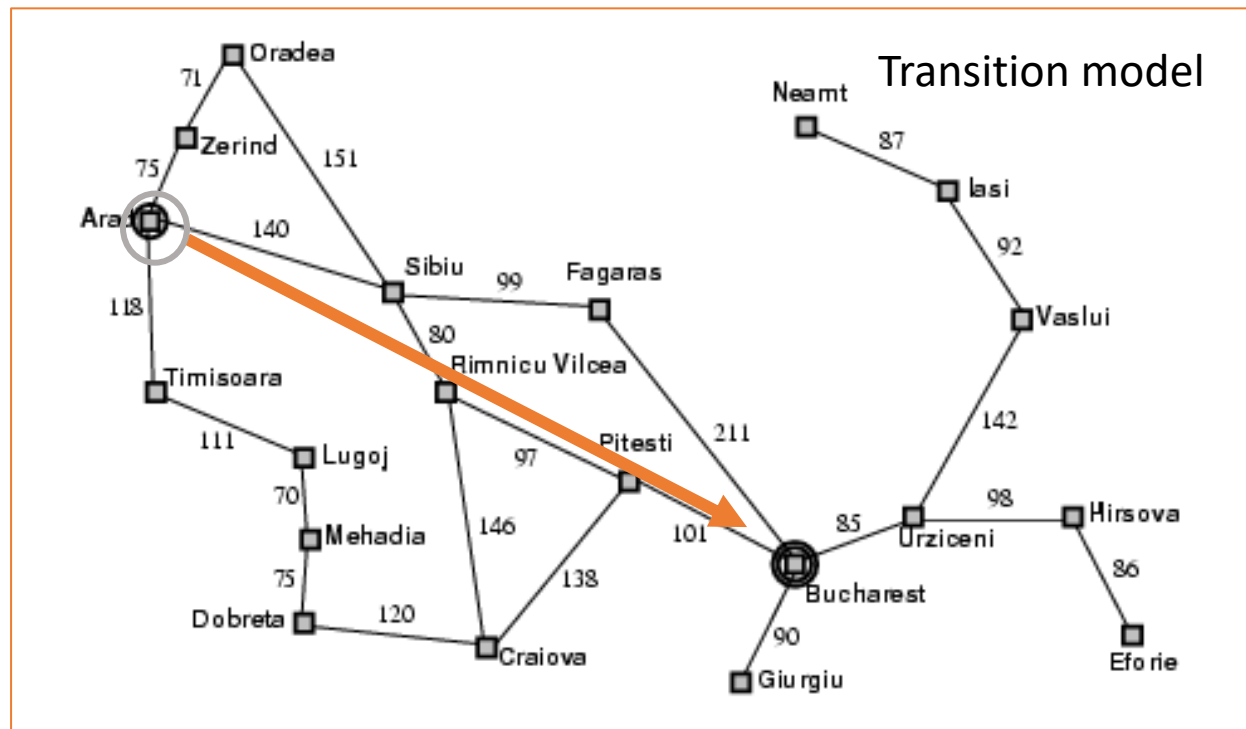 Oradea
Transition model
71
Neamt
Zerind
87
151
75
Iasi
Arad
140
92
Sibiu
Fagaras
99
118
Vaslui
80
Rimnicu Vilcea
Timisoara
142
211
111
Pitesti
Lugoj
97
70
98
Hirsova
146
85
Mehadia
101
Urziceni
86
138
75
Bucharest
Dobreta
120
90
Craiova
Eforie
Giurgiu